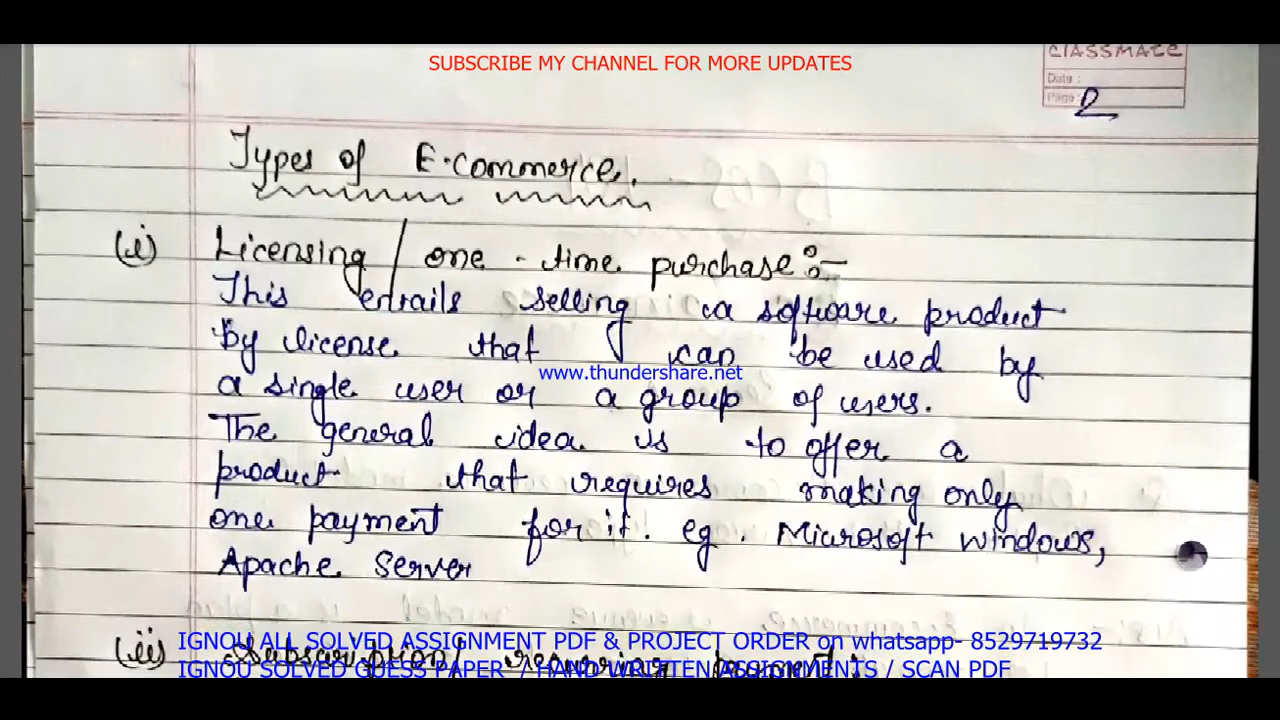 SUBSCRIBE MY CHANNEL FOR MORE UPDATES
CLASSMATE
Date :
Page : 2
Types of E-commerce.
(i) Licensing / one - time purchase :-
This entails selling a software product
By license that can be used by
www.thundershare.net
a single user or a group of users.
The general idea is to offer a
product that requires making only
one payment for it. eg. Microsoft windows,
Apache Server
IGNOU ALL SOLVED ASSIGNMENT PDF & PROJECT ORDER on whatsapp- 8529719732
(ii) Subscription / recurring payment :
IGNOU SOLVED GUESS PAPER / HAND WRITTEN ASSIGNMENTS / SCAN PDF